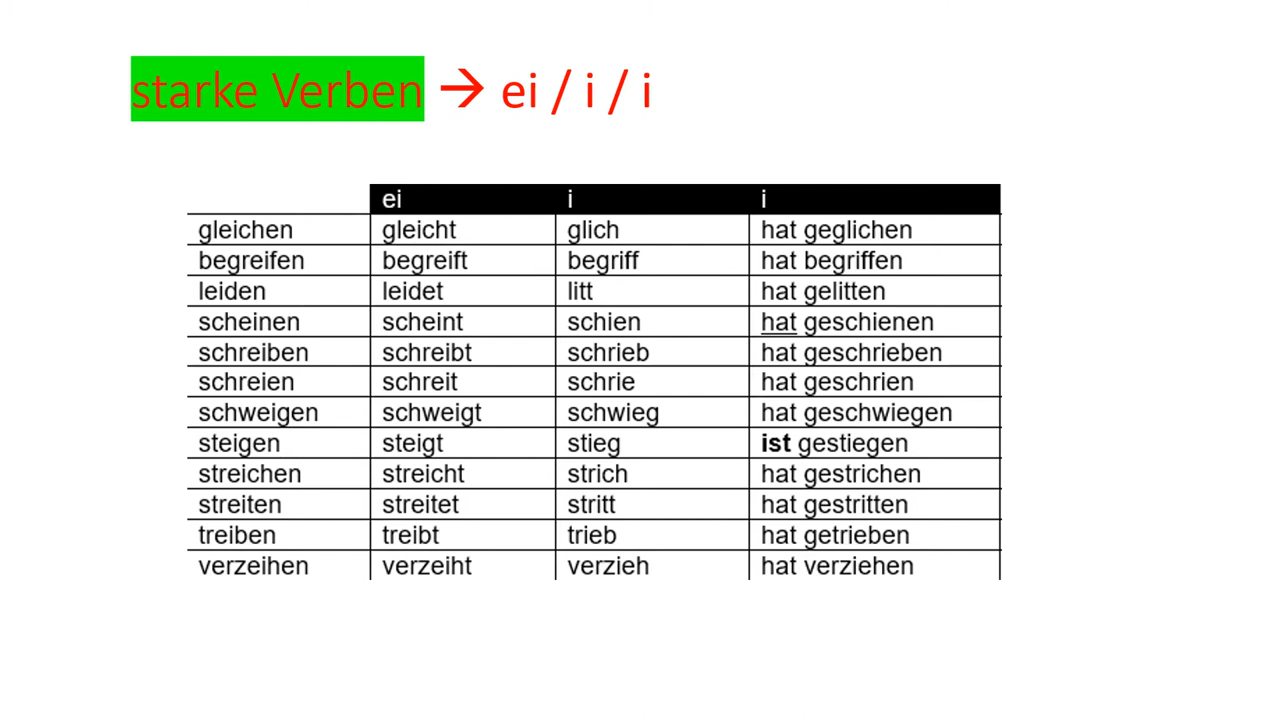 starke Verben → ei / i / i
ei i i
gleichen gleicht glich hat geglichen
begreifen begreift begriff hat begriffen
leiden leidet litt hat gelitten
scheinen scheint schien hat geschienen
schreiben schreibt schrieb hat geschrieben
schreien schreit schrie hat geschrien
schweigen schweigt schwieg hat geschwiegen
steigen steigt stieg ist gestiegen
streichen streicht strich hat gestrichen
streiten streitet stritt hat gestritten
treiben treibt trieb hat getrieben
verzeihen verzeiht verzieh hat verziehen